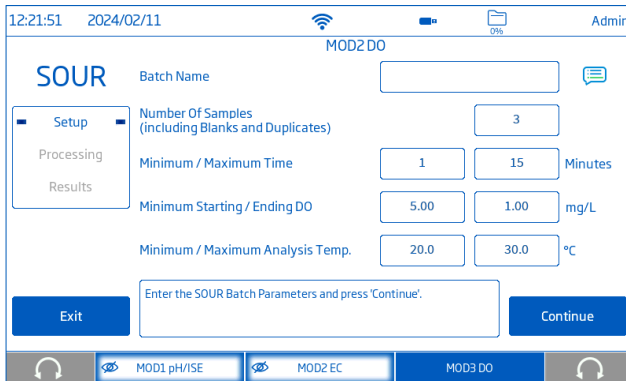 12:21:51 2024/02/11 0% Admin
MOD2 DO
SOUR
Batch Name
Setup
Processing
Results
Number Of Samples
(including Blanks and Duplicates) 3
Minimum / Maximum Time 1 15 Minutes
Minimum Starting / Ending DO 5.00 1.00 mg/L
Minimum / Maximum Analysis Temp. 20.0 30.0 °C
Enter the SOUR Batch Parameters and press 'Continue'.
Exit Continue
MOD1 pH/ISE MOD2 EC MOD3 DO